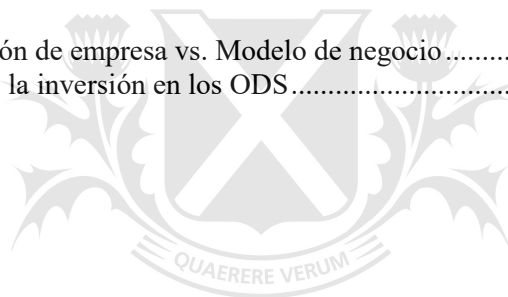 ón de empresa vs. Modelo de negocio..........
la inversión en los ODS..............................
QUAERERE VERUM